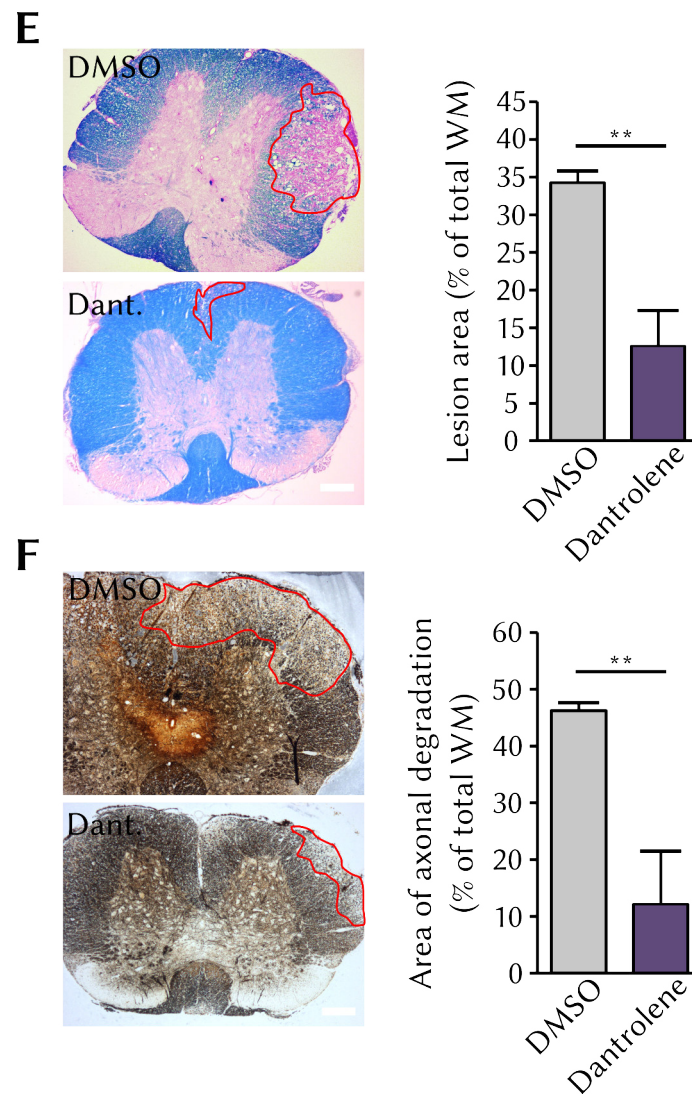 E
DMSO
Dant.
Lesion area (% of total WM)
45
40
35
30
25
20
15
10
5
0
**
DMSO
Dantrolene
F
DMSO
Dant.
Area of axonal degradation
(% of total WM)
60
50
40
30
20
10
0
**
DMSO
Dantrolene